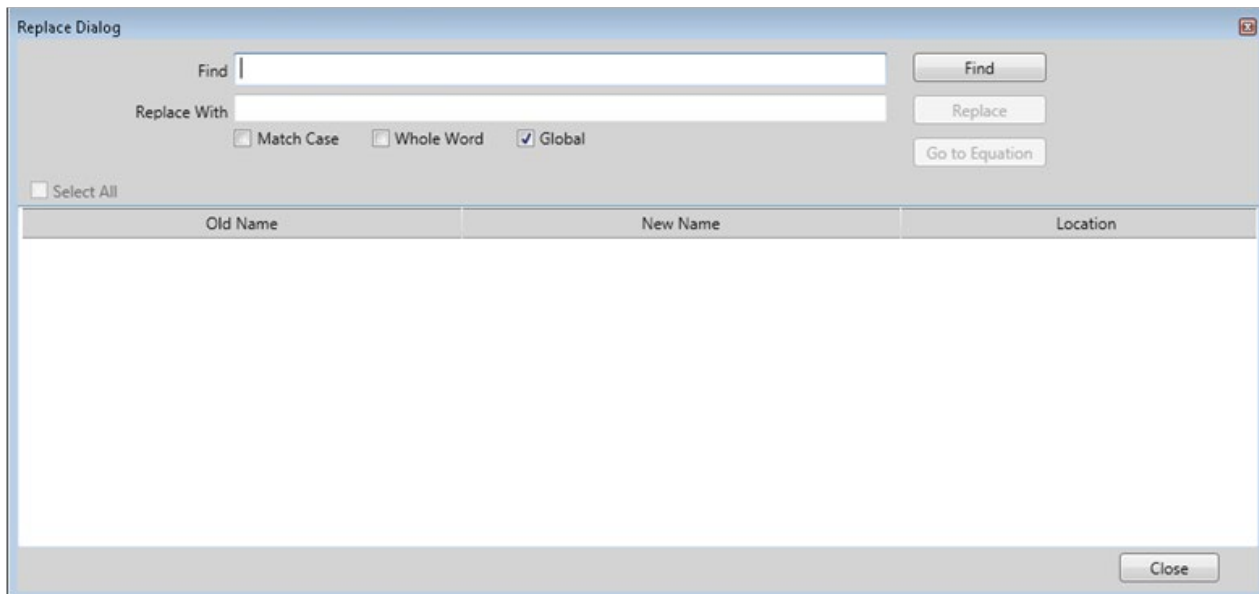 Replace Dialog
Find
Find
Replace With
Replace
Match Case Whole Word Global
Go to Equation
Select All
Old Name New Name Location
Close